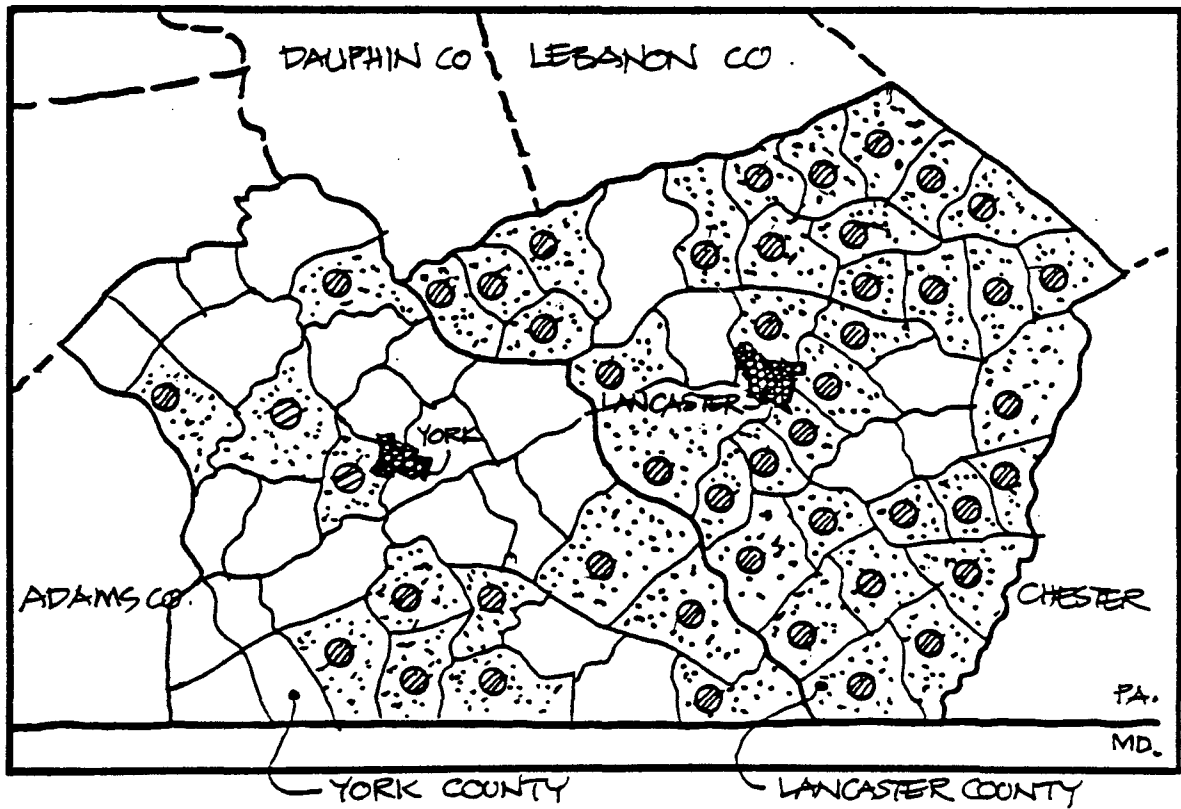 DAUPHIN CO
LEBANON CO.
LANCASTER
YORK
ADAMS CO.
CHESTER
PA.
MD.
YORK COUNTY
LANCASTER COUNTY